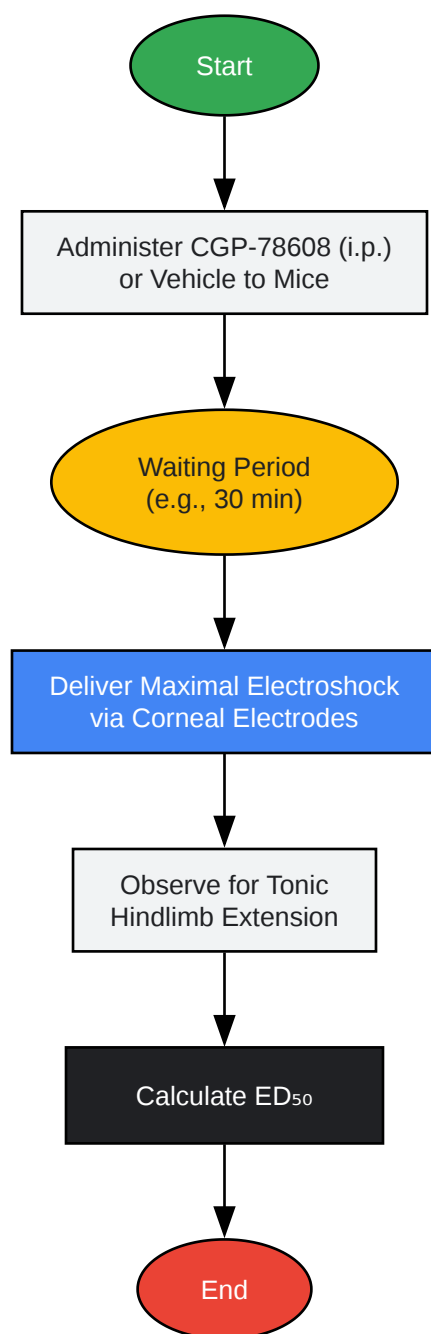 Start
Administer CGP-78608 (i.p.)
or Vehicle to Mice
Waiting Period
(e.g., 30 min)
Deliver Maximal Electroshock
via Corneal Electrodes
Observe for Tonic
Hindlimb Extension
Calculate ED₅₀
End